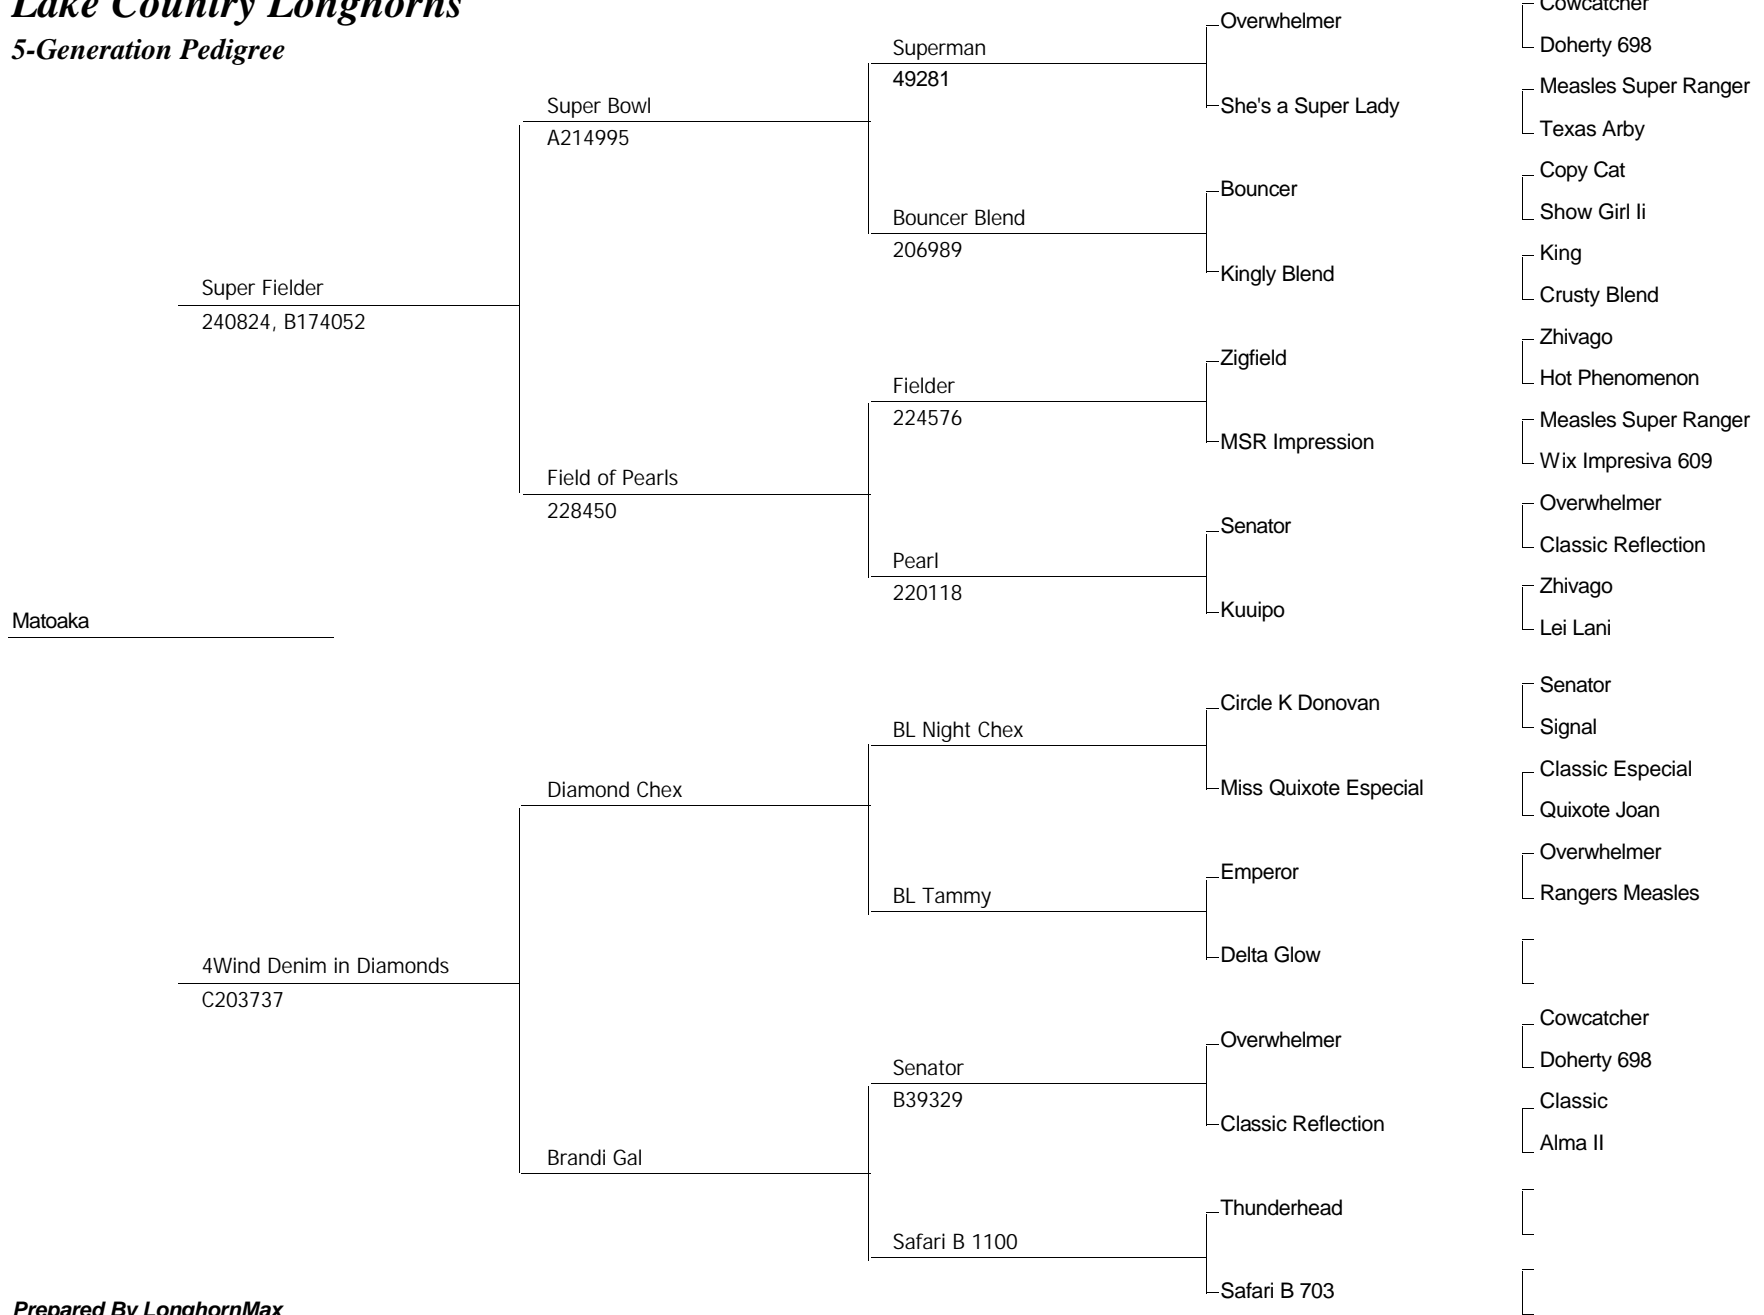 Lake Country Longhorns
5-Generation Pedigree
Matoaka
Super Fielder
240824, B174052
4Wind Denim in Diamonds
C203737
Super Bowl
A214995
Field of Pearls
228450
Diamond Chex
Brandi Gal
Superman
49281
Bouncer Blend
206989
Fielder
224576
Pearl
220118
BL Night Chex
BL Tammy
Senator
B39329
Safari B 1100
Overwhelmer
She's a Super Lady
Bouncer
Kingly Blend
Zigfield
MSR Impression
Senator
Kuuipo
Circle K Donovan
Miss Quixote Especial
Emperor
Delta Glow
Overwhelmer
Classic Reflection
Thunderhead
Safari B 703
Cowcatcher
Doherty 698
Measles Super Ranger
Texas Arby
Copy Cat
Show Girl Ii
King
Crusty Blend
Zhivago
Hot Phenomenon
Measles Super Ranger
Wix Impresiva 609
Overwhelmer
Classic Reflection
Zhivago
Lei Lani
Senator
Signal
Classic Especial
Quixote Joan
Overwhelmer
Rangers Measles
Cowcatcher
Doherty 698
Classic
Alma II
Prepared By LonghornMax